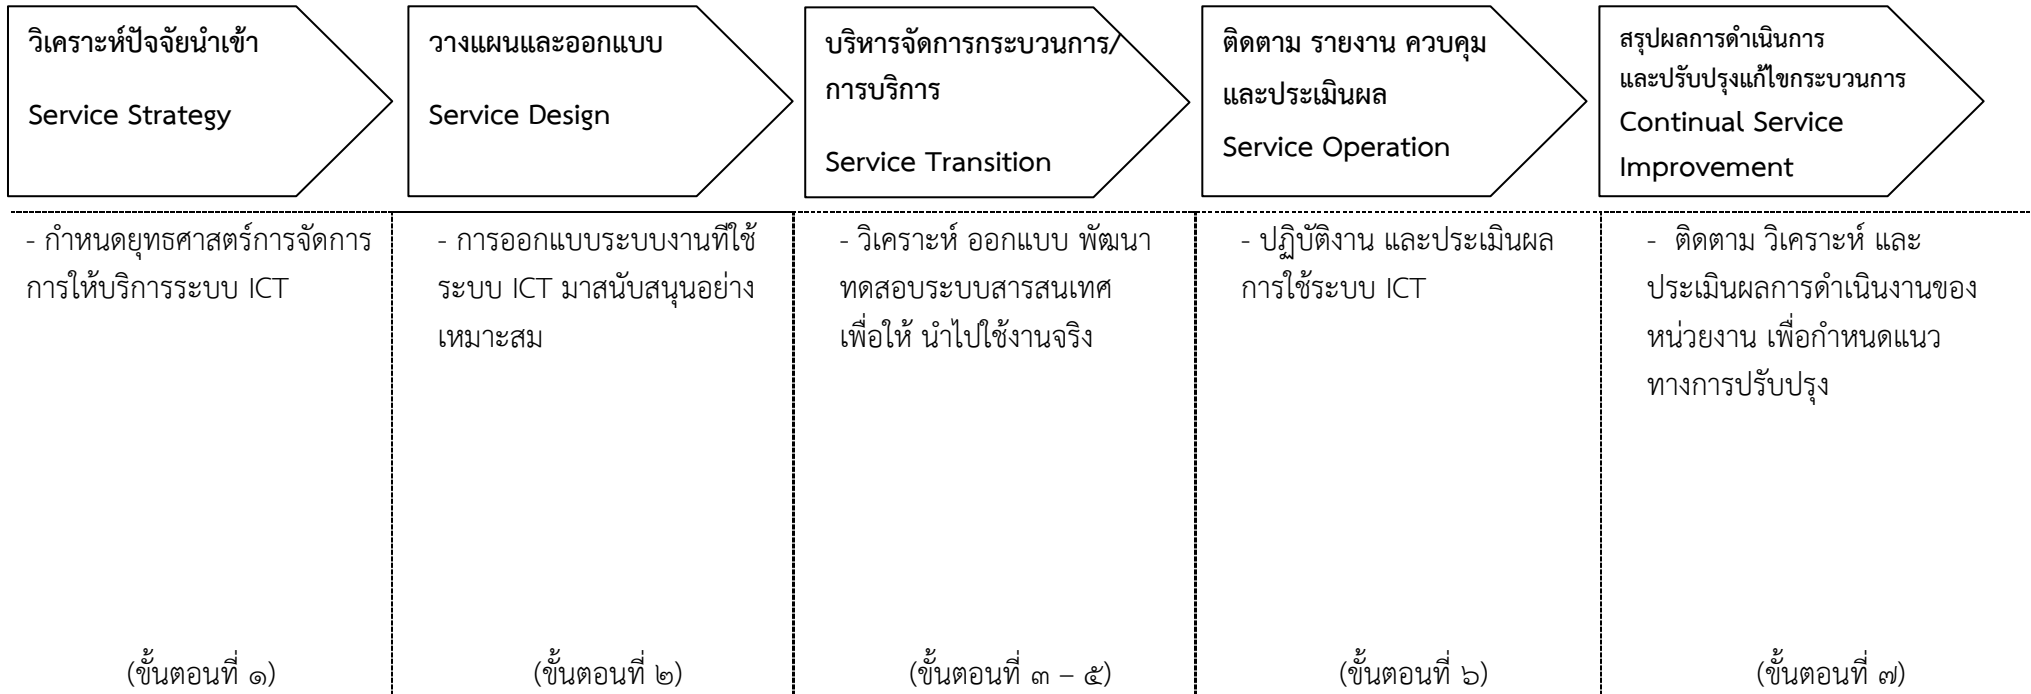 วิเคราะห์ปัจจัยนำเข้า
Service Strategy
วางแผนและออกแบบ
Service Design
บริหารจัดการกระบวนการ/
การบริการ
Service Transition
ติดตาม รายงาน ควบคุม
และประเมินผล
Service Operation
สรุปผลการดำเนินการ
และปรับปรุงแก้ไขกระบวนการ
Continual Service
Improvement
- กำหนดยุทธศาสตร์การจัดการ
การให้บริการระบบ ICT
(ขั้นตอนที่ ๑)
- การออกแบบระบบงานทีใช้
ระบบ ICT มาสนับสนุนอย่าง
เหมาะสม
(ขั้นตอนที่ ๒)
- วิเคราะห์ ออกแบบ พัฒนา
ทดสอบระบบสารสนเทศ
เพื่อให้ นำไปใช้งานจริง
(ขั้นตอนที่ ๓ – ๕)
- ปฏิบัติงาน และประเมินผล
การใช้ระบบ ICT
(ขั้นตอนที่ ๖)
- ติดตาม วิเคราะห์ และ
ประเมินผลการดำเนินงานของ
หน่วยงาน เพื่อกำหนดแนว
ทางการปรับปรุง
(ขั้นตอนที่ ๗)